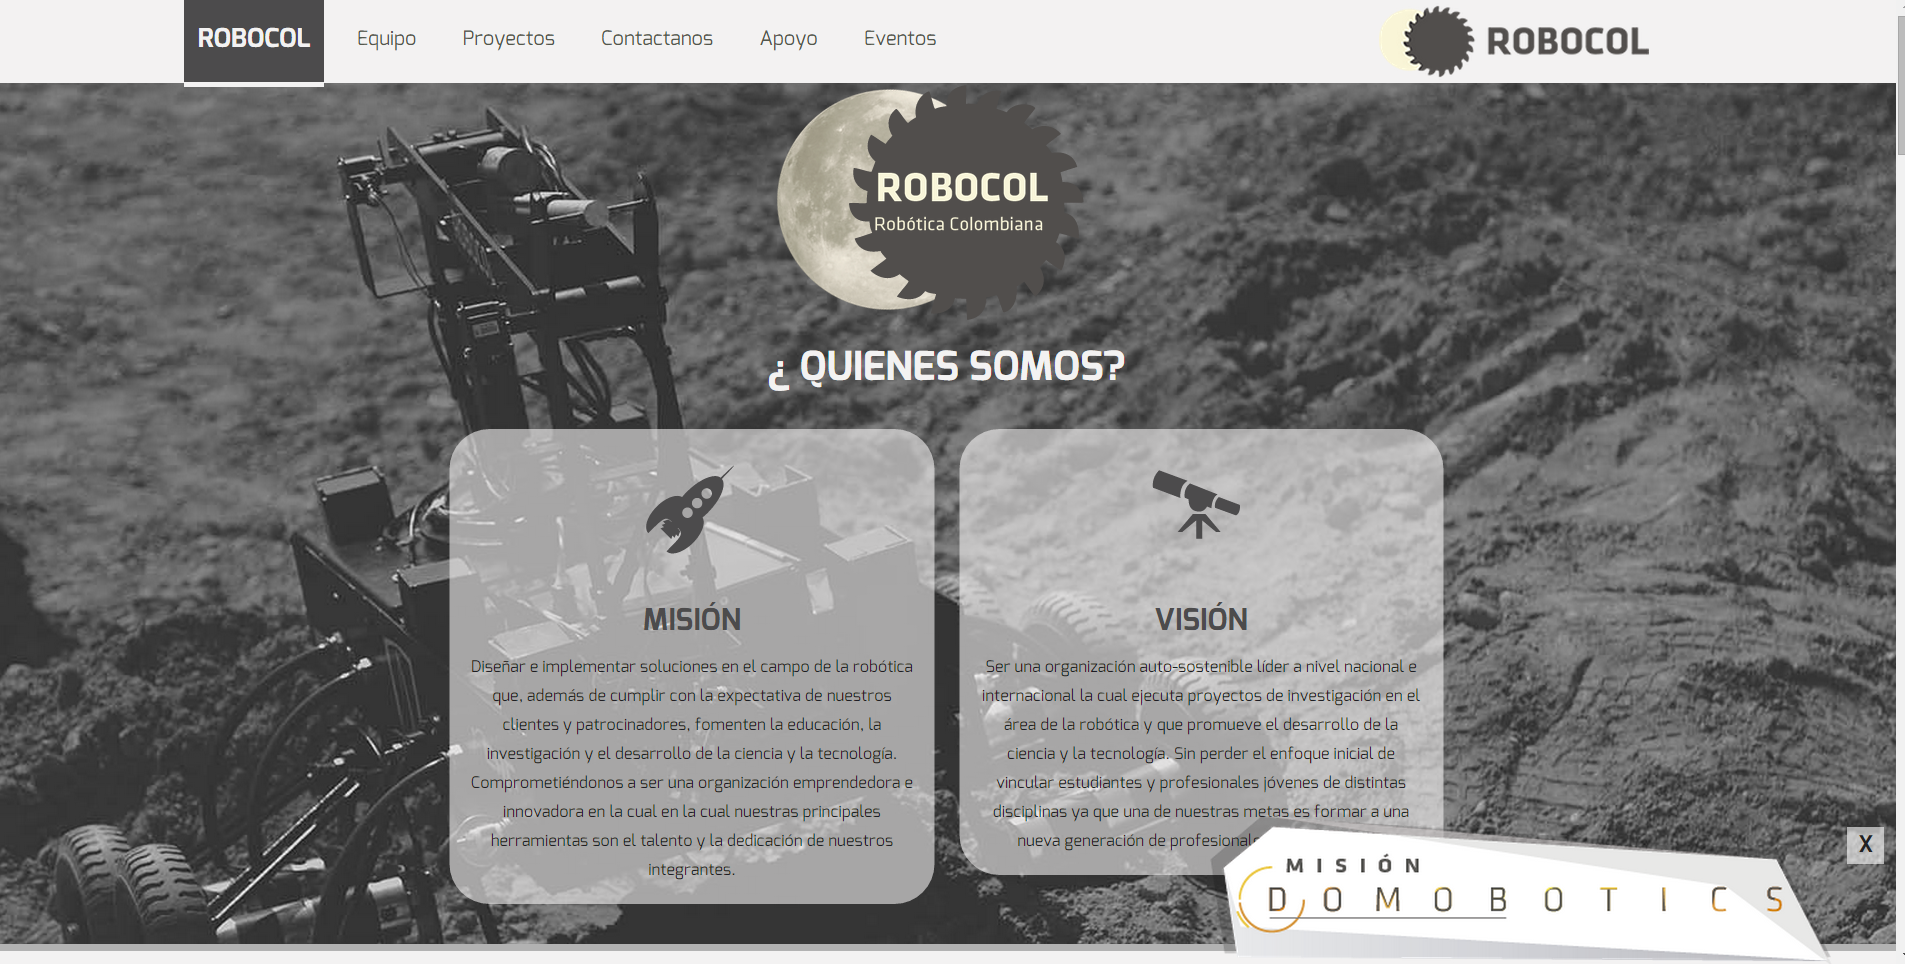 ROBOCOL
Equipo
Proyectos
Contactanos
Apoyo
Eventos
ROBOCOL
ROBOCOL
Robótica Colombiana
¿ QUIENES SOMOS?
MISIÓN
Diseñar e implementar soluciones en el campo de la robótica
que, además de cumplir con la expectativa de nuestros
clientes y patrocinadores, fomenten la educación, la
investigación y el desarrollo de la ciencia y la tecnología.
Comprometiéndonos a ser una organización emprendedora e
innovadora en la cual en la cual nuestras principales
herramientas son el talento y la dedicación de nuestros
integrantes.
VISIÓN
Ser una organización auto-sostenible líder a nivel nacional e
internacional la cual ejecuta proyectos de investigación en el
área de la robótica y que promueve el desarrollo de la
ciencia y la tecnología. Sin perder el enfoque inicial de
vincular estudiantes y profesionales jóvenes de distintas
disciplinas ya que una de nuestras metas es formar a una
nueva generación de
X
MISIÓN
DOMOBOTICS